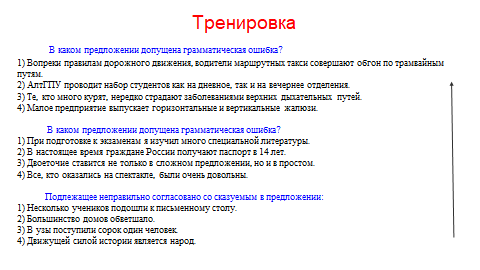 Тренировка
В каком предложении допущена грамматическая ошибка?
1) Вопреки правилам дорожного движения, водители маршрутных такси совершают обгон по трамвайным
путям.
2) АлтГПУ проводит набор студентов как на дневное, так и на вечернее отделения.
3) Те, кто много курят, нередко страдают заболеваниями верхних дыхательных путей.
4) Малое предприятие выпускает горизонтальные и вертикальные жалюзи.
В каком предложении допущена грамматическая ошибка?
1) При подготовке к экзаменам я изучил много специальной литературы.
2) В настоящее время граждане России получают паспорт в 14 лет.
3) Двоеточие ставится не только в сложном предложении, но и в простом.
4) Все, кто оказались на спектакле, были очень довольны.
Подлежащее неправильно согласовано со сказуемым в предложении:
1) Несколько учеников подошли к письменному столу.
2) Большинство домов обветшало.
3) В узы поступили сорок один человек.
4) Движущей силой истории является народ.